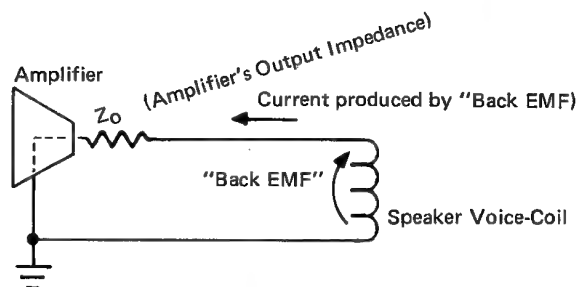 (Amplifier's Output Impedance)
Amplifier
Zo
Current produced by "Back EMF)
"Back EMF"
Speaker Voice-Coil